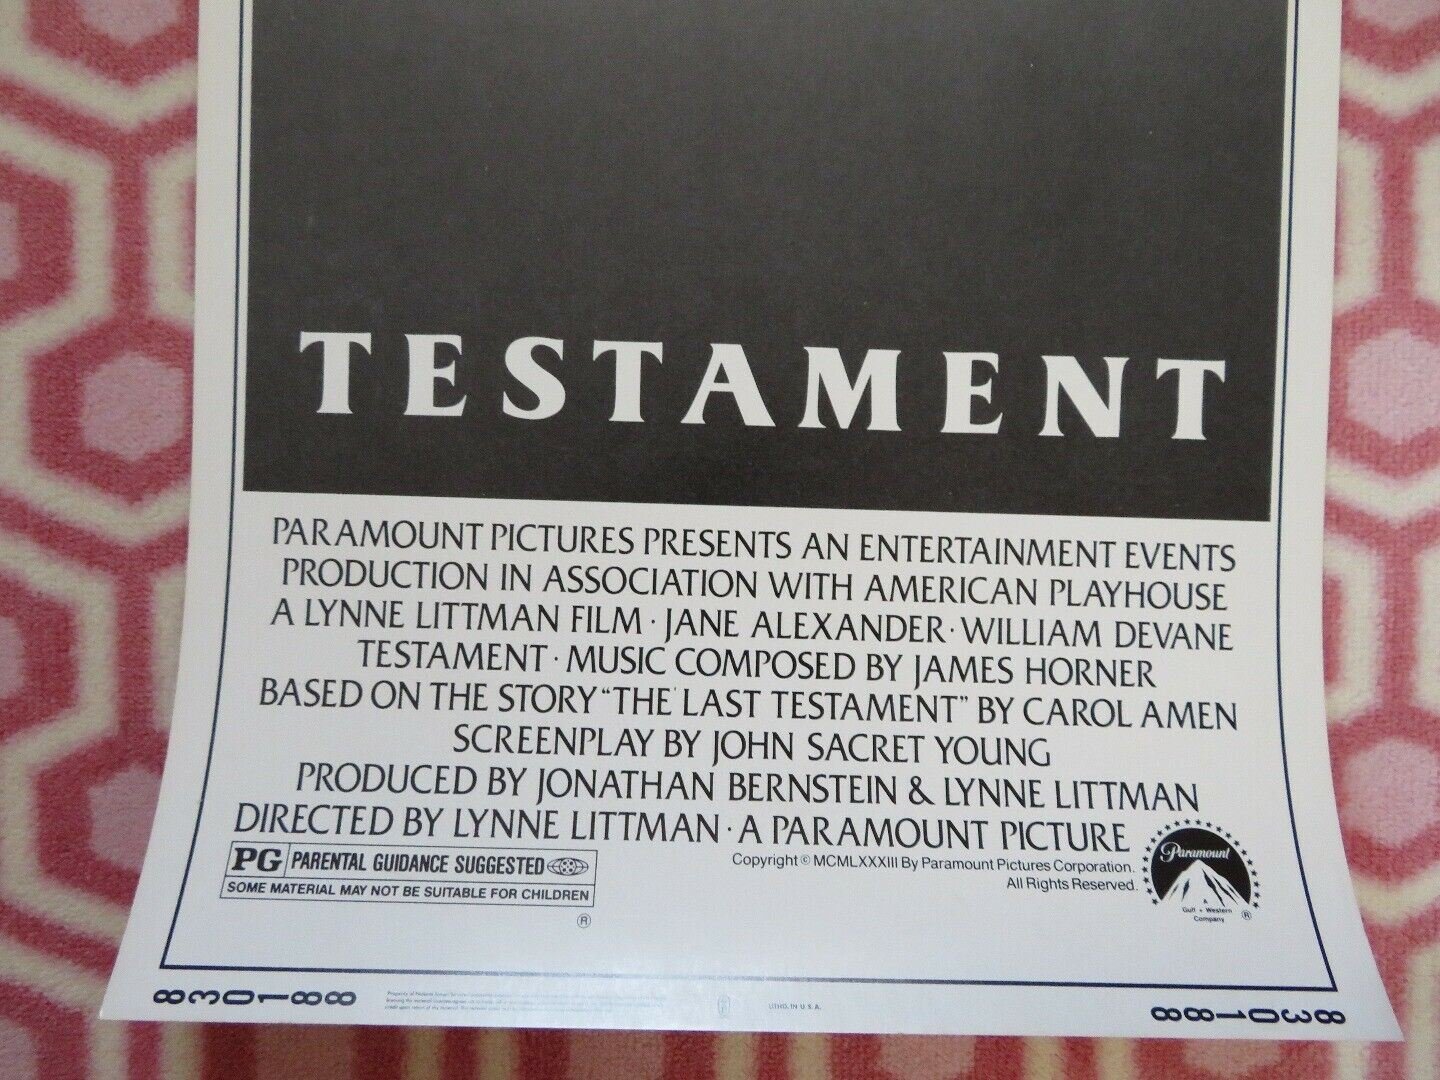 TESTAMENT
PARAMOUNT PICTURES PRESENTS AN ENTERTAINMENT EVENTS
PRODUCTION IN ASSOCIATION WITH AMERICAN PLAYHOUSE
A LYNNE LITTMAN FILM · JANE ALEXANDER · WILLIAM DEVANE
TESTAMENT · MUSIC COMPOSED BY JAMES HORNER
BASED ON THE STORY "THE LAST TESTAMENT" BY CAROL AMEN
SCREENPLAY BY JOHN SACRET YOUNG
PRODUCED BY JONATHAN BERNSTEIN & LYNNE LITTMAN
DIRECTED BY LYNNE LITTMAN · A PARAMOUNT PICTURE
PG PARENTAL GUIDANCE SUGGESTED
SOME MATERIAL MAY NOT BE SUITABLE FOR CHILDREN
®
Copyright © MCMLXXXIII By Paramount Pictures Corporation.
All Rights Reserved.
Paramount
A
Gulf + Western
Company
®
830188
LITHO. IN U.S.A.
830188